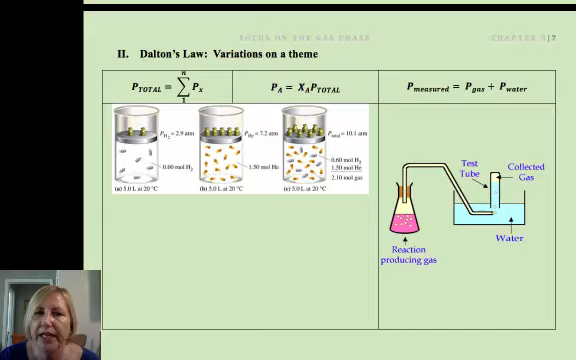 FOCUS ON THE GAS PHASE
CHAPTER 5|7
II. Dalton's Law: Variations on a theme
P_TOTAL = ∑ⁿ₁ P_x
P_A = X_A P_TOTAL
P_measured = P_gas + P_water
P_H₂ = 2.9 atm
0.60 mol H₂
(a) 5.0 L at 20 °C
P_He = 7.2 atm
1.50 mol He
(b) 5.0 L at 20 °C
P_total = 10.1 atm
0.60 mol H₂
1.50 mol He
2.10 mol gas
(c) 5.0 L at 20 °C
Test
Tube
Collected
Gas
Water
Reaction
producing gas